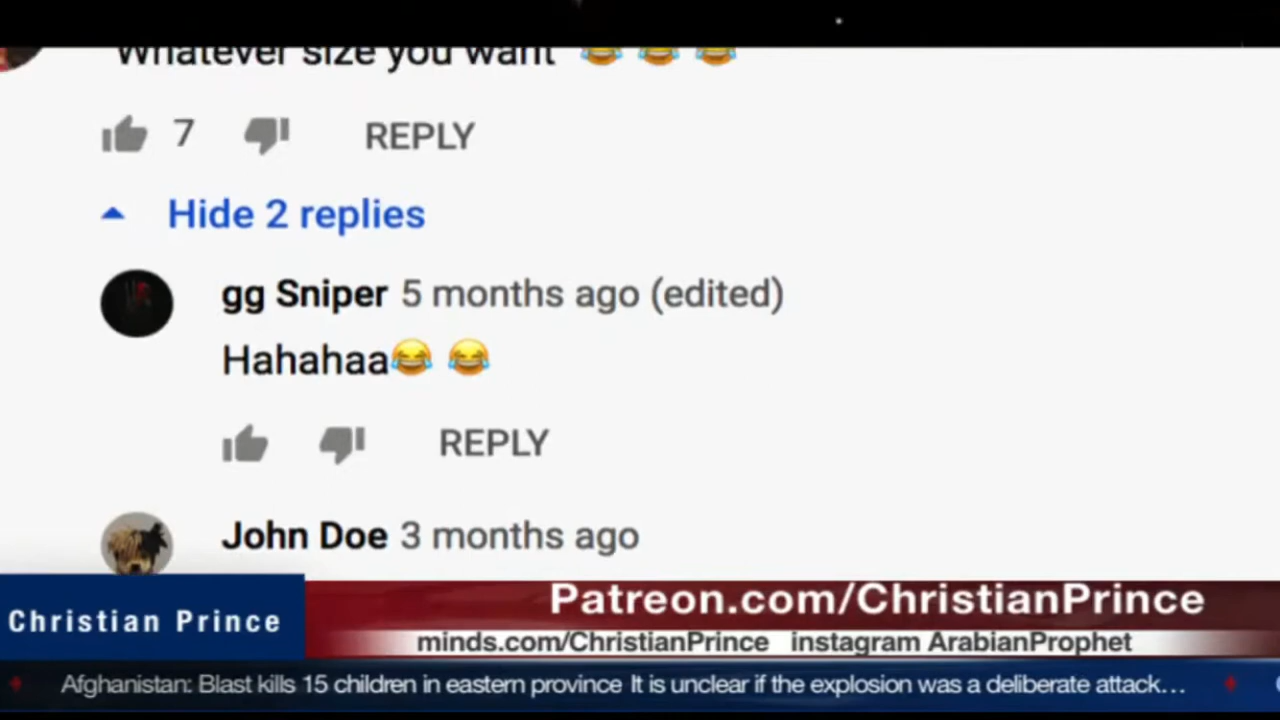 Whatever size you want 😂 😂 😂
7 REPLY
Hide 2 replies
gg Sniper 5 months ago (edited)
Hahahaa😂 😂
REPLY
John Doe 3 months ago
Christian Prince
Patreon.com/ChristianPrince
minds.com/ChristianPrince instagram ArabianProphet
Afghanistan: Blast kills 15 children in eastern province It is unclear if the explosion was a deliberate attack...